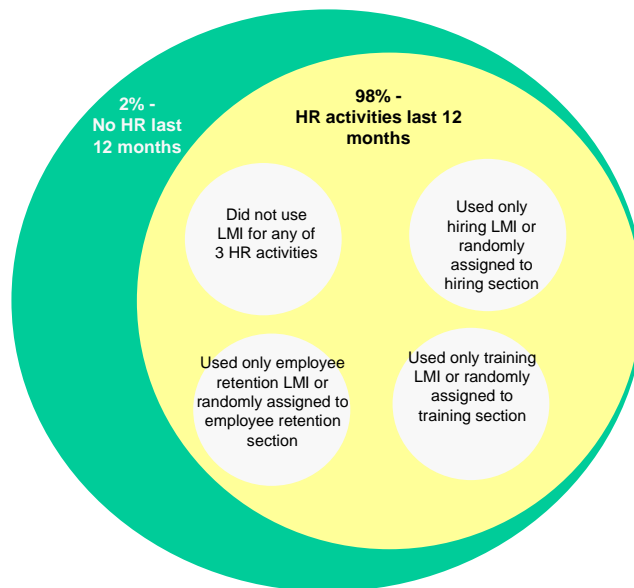 2% -
No HR last
12 months
98% -
HR activities last 12
months
Did not use
LMI for any of
3 HR activities
Used only
hiring LMI or
randomly
assigned to
hiring section
Used only employee
retention LMI or
randomly assigned to
employee retention
section
Used only training
LMI or randomly
assigned to
training section